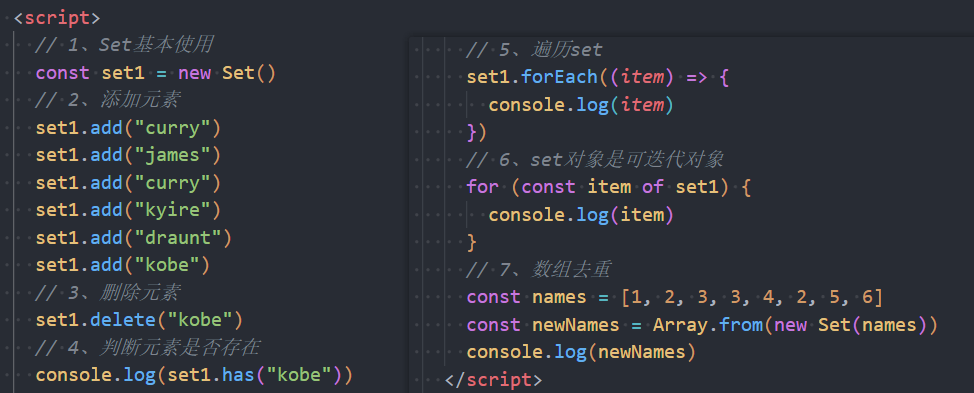 <script>
// 1、Set基本使用
const set1 = new Set()
// 2、添加元素
set1.add("curry")
set1.add("james")
set1.add("curry")
set1.add("kyire")
set1.add("draunt")
set1.add("kobe")
// 3、删除元素
set1.delete("kobe")
// 4、判断元素是否存在
console.log(set1.has("kobe"))
// 5、遍历set
set1.forEach((item) => {
console.log(item)
})
// 6、set对象是可迭代对象
for (const item of set1) {
console.log(item)
}
// 7、数组去重
const names = [1, 2, 3, 3, 4, 2, 5, 6]
const newNames = Array.from(new Set(names))
console.log(newNames)
</script>